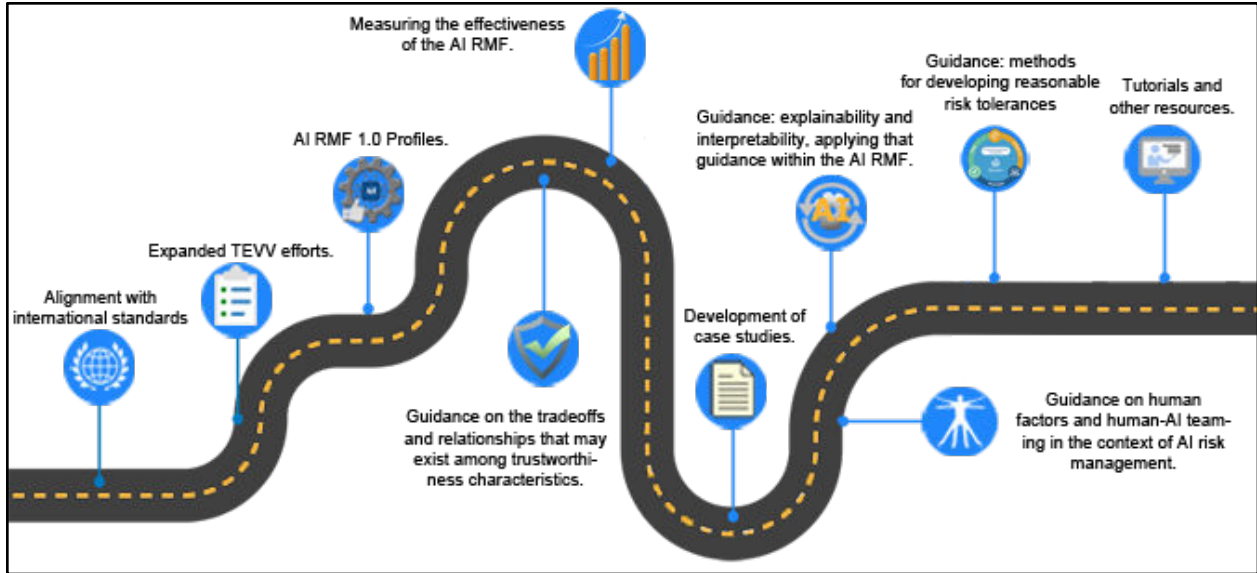 Alignment with
international standards
Expanded TEVV efforts.
AI RMF 1.0 Profiles.
Guidance on the tradeoffs
and relationships that may
exist among trustworthi-
ness characteristics.
Measuring the effectiveness
of the AI RMF.
Development of
case studies.
Guidance on human
factors and human-AI team-
ing in the context of AI risk
management.
Guidance: explainability and
interpretability, applying that
guidance within the AI RMF.
AI
Guidance: methods
for developing reasonable
risk tolerances
Tutorials and
other resources.